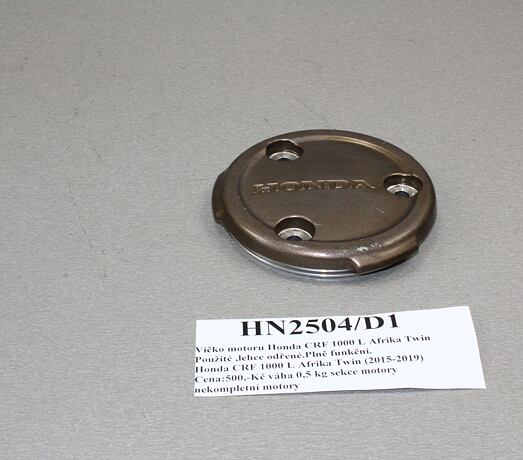 HONDA
HN2504/D1
Víčko motoru Honda CRF 1000 L Afrika Twin
Použité .lehce odřené.Plně funkční.
Honda CRF 1000 L Afrika Twin (2015-2019)
Cena:500,-Kč váha 0,5 kg sekce motory
nekompletní motory